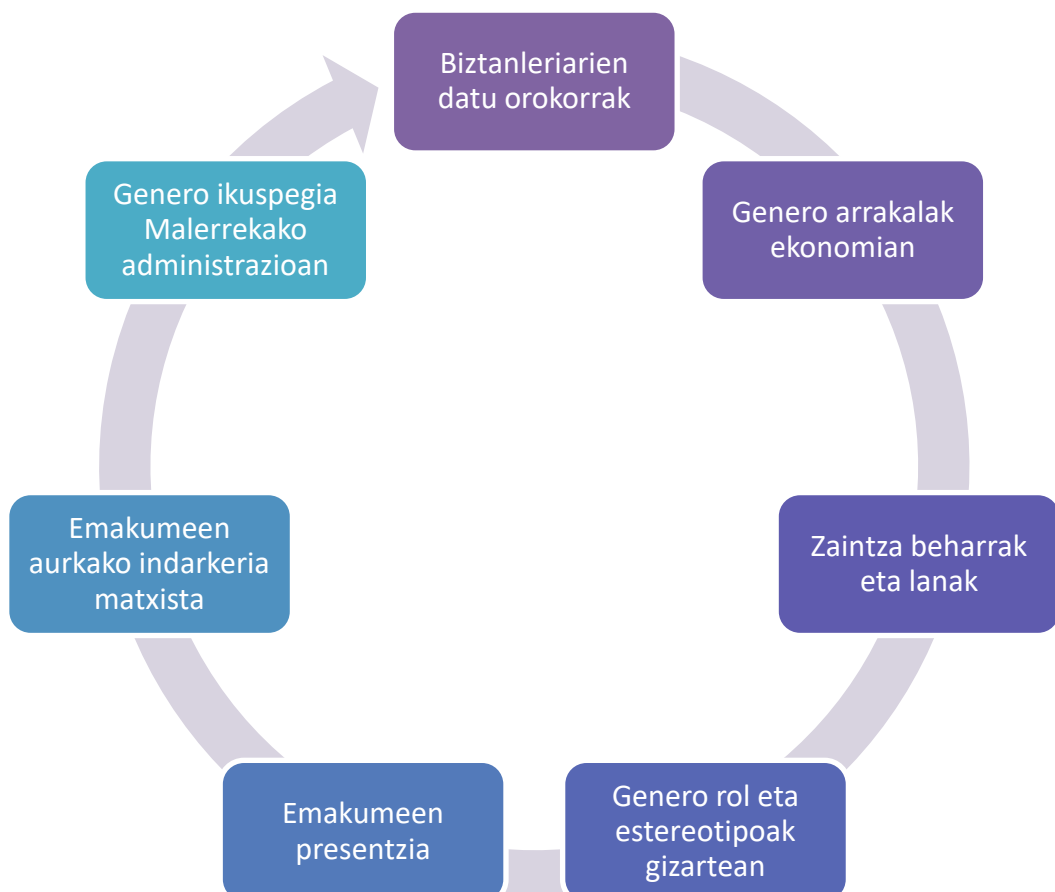 Biztanleriarien
datu orokorrak
Genero arrakalak
ekonomian
Zaintza beharrak
eta lanak
Genero rol eta
estereotipoak
gizartean
Emakumeen
presentzia
Emakumeen
aurkako indarkeria
matxista
Genero ikuspegia
Malerrekako
administrazioan